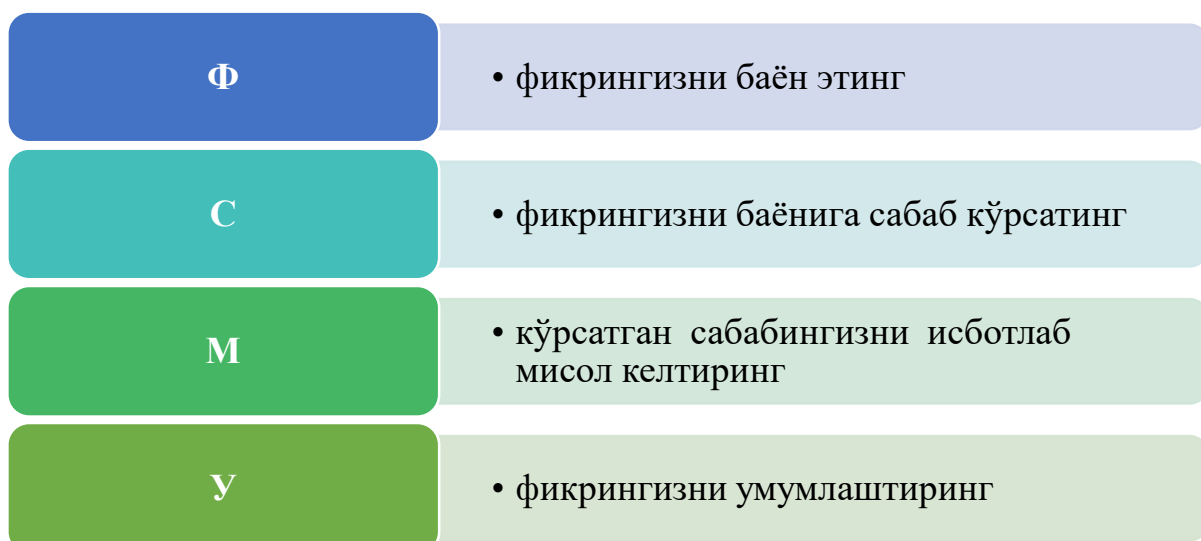 Ф
• фикрингизни баён этинг
С
• фикрингизни баёнига сабаб кўрсатинг
М
• кўрсатган сабабингизни исботлаб
мисол келтиринг
У
• фикрингизни умумлаштиринг